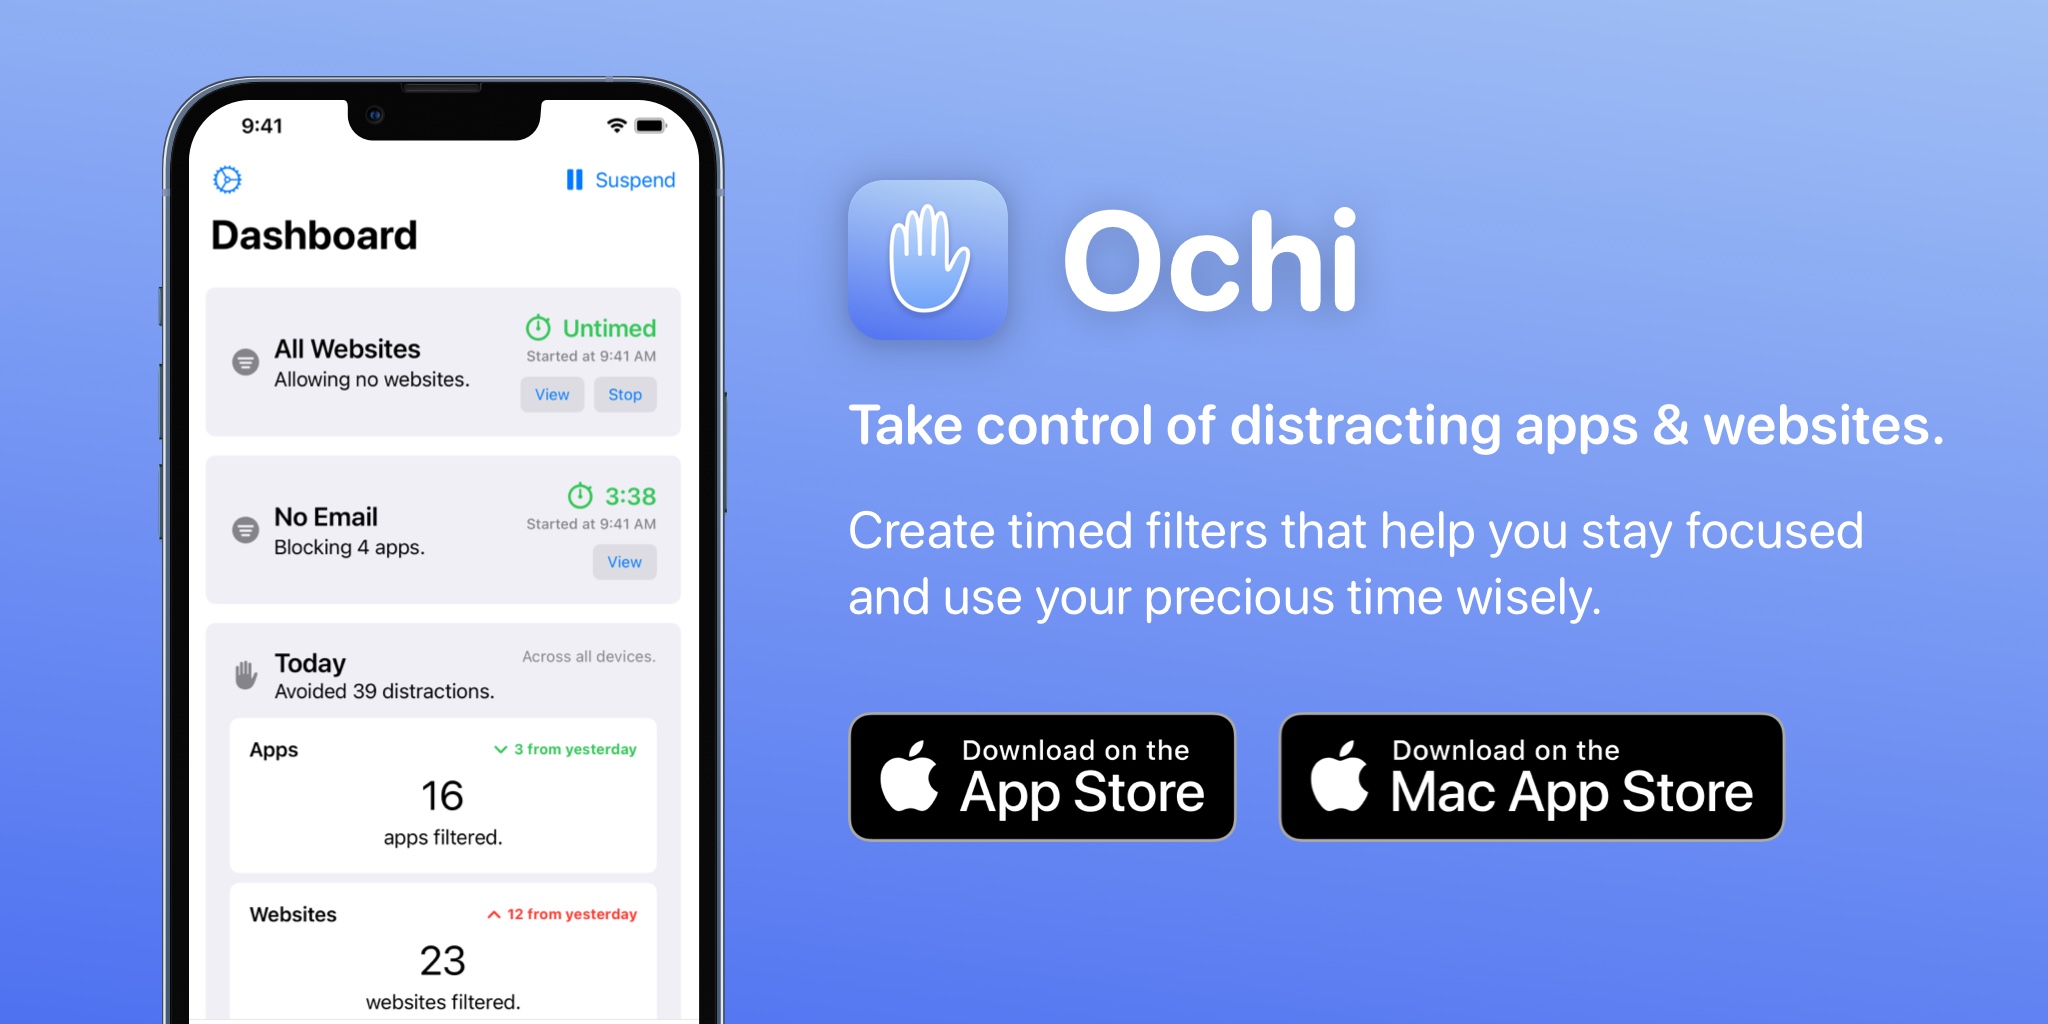 9:41
Suspend
Dashboard
All Websites
Allowing no websites.
Untimed
Started at 9:41 AM
View
Stop
No Email
Blocking 4 apps.
3:38
Started at 9:41 AM
View
Today
Avoided 39 distractions.
Across all devices.
Apps
3 from yesterday
16
apps filtered.
Websites
12 from yesterday
23
websites filtered.
Ochi
Take control of distracting apps & websites.
Create timed filters that help you stay focused
and use your precious time wisely.
Download on the
App Store
Download on the
Mac App Store